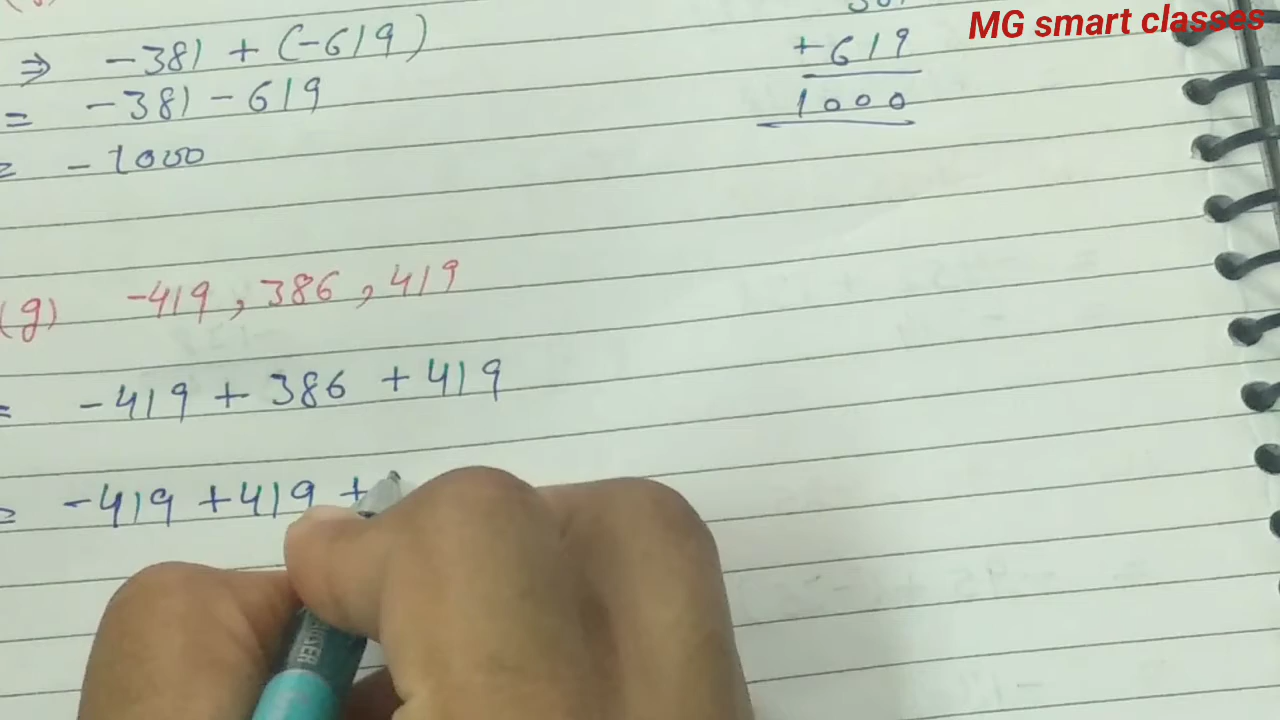 MG smart classes
⇒ -381 + (-619)
= -381 - 619
= -1000
+619
1000
(g) -419, 386, 419
= -419 + 386 + 419
= -419 + 419 +